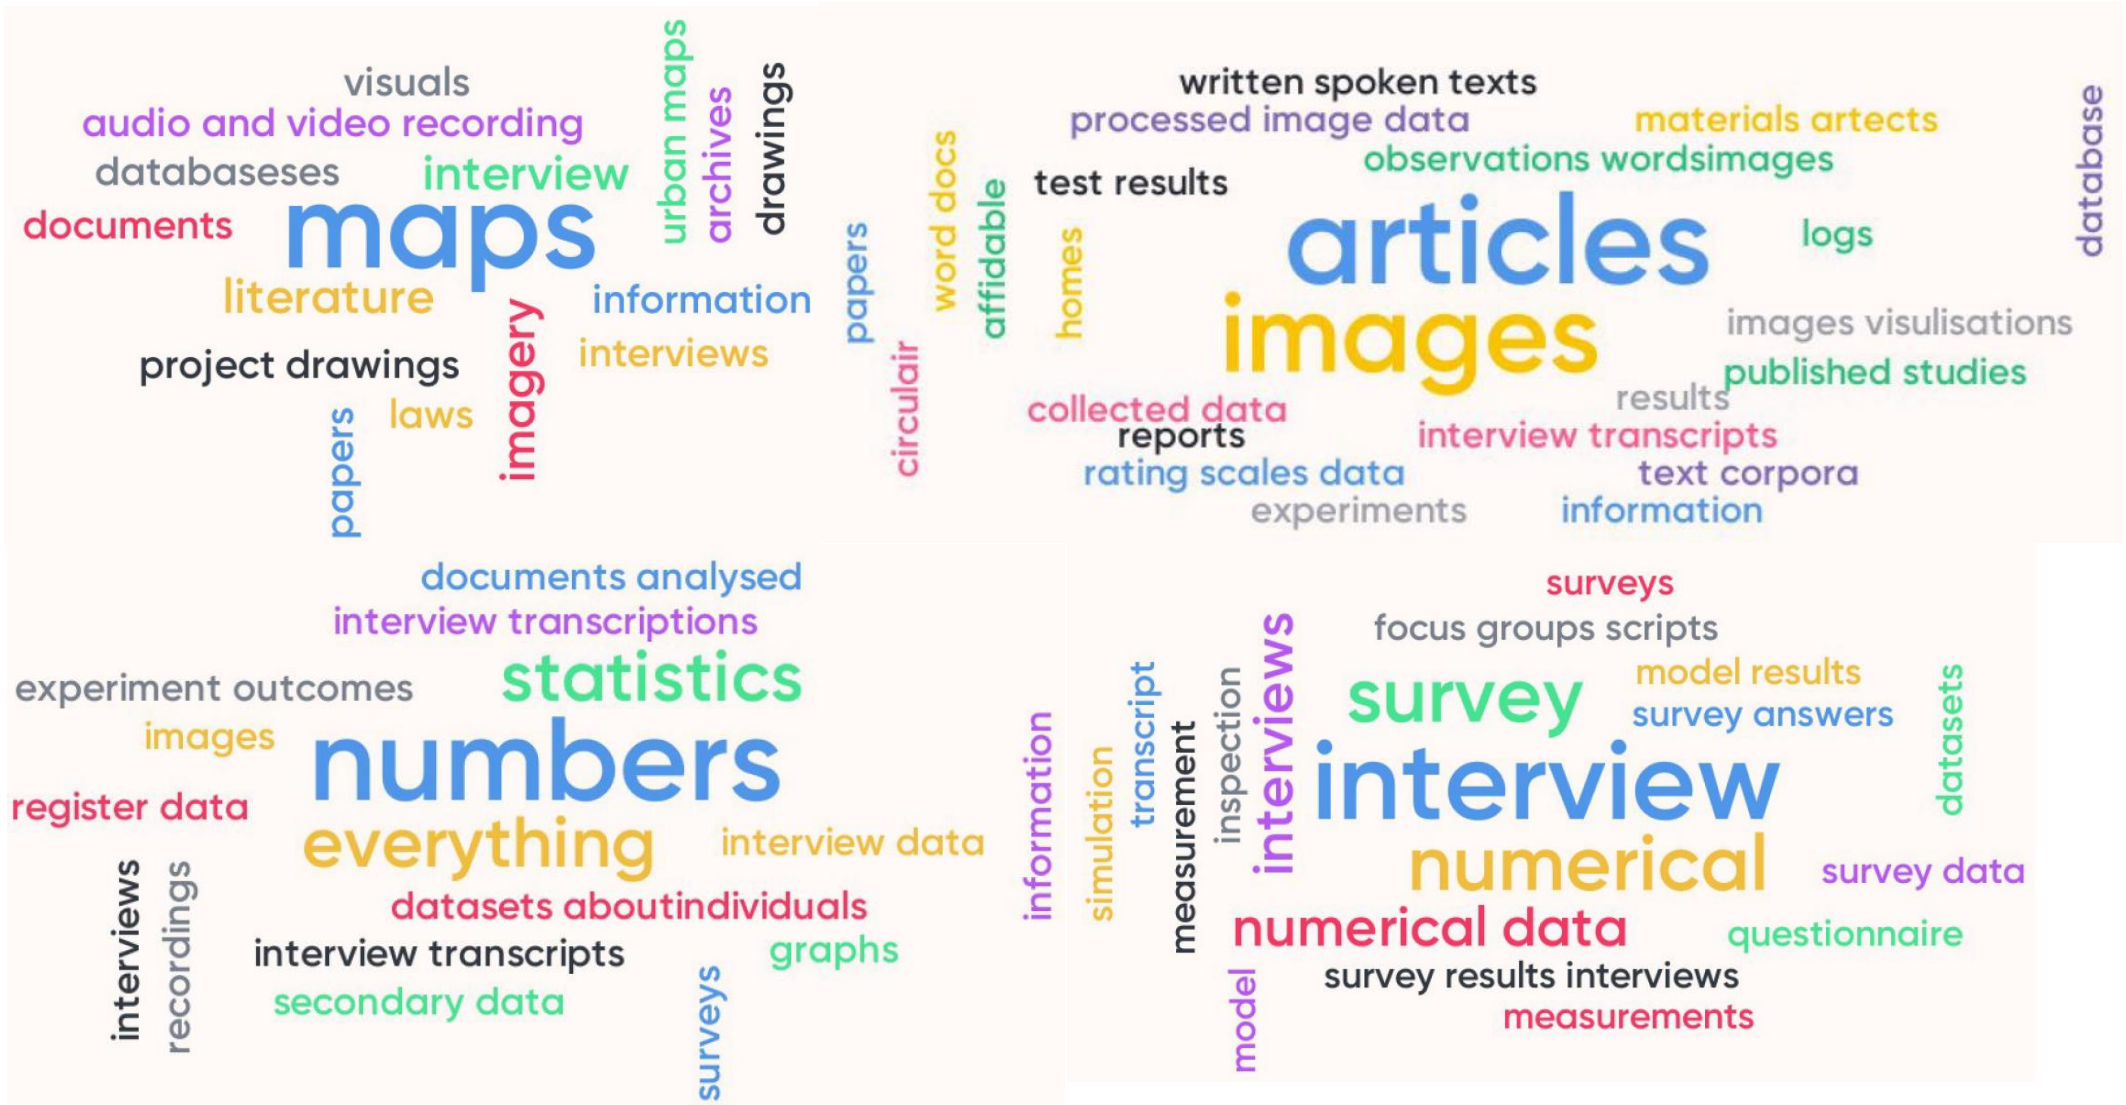 visuals
audio and video recording
databaseses
interview
documents
maps
literature
information
project drawings
imagery
interviews
laws
papers
urban maps
archives
drawings
written spoken texts
processed image data
materials artects
observations wordsimages
test results
articles
logs
database
papers
word docs
affidable
homes
circulair
images
images visulisations
published studies
results
collected data
reports
interview transcripts
rating scales data
text corpora
experiments
information
documents analysed
interview transcriptions
statistics
experiment outcomes
images
numbers
register data
everything
interview data
datasets aboutindividuals
interviews
recordings
interview transcripts
graphs
secondary data
surveys
information
surveys
focus groups scripts
model results
survey
survey answers
datasets
simulation
transcript
measurement
inspection
interviews
interview
numerical
survey data
numerical data
questionnaire
survey results interviews
model
measurements